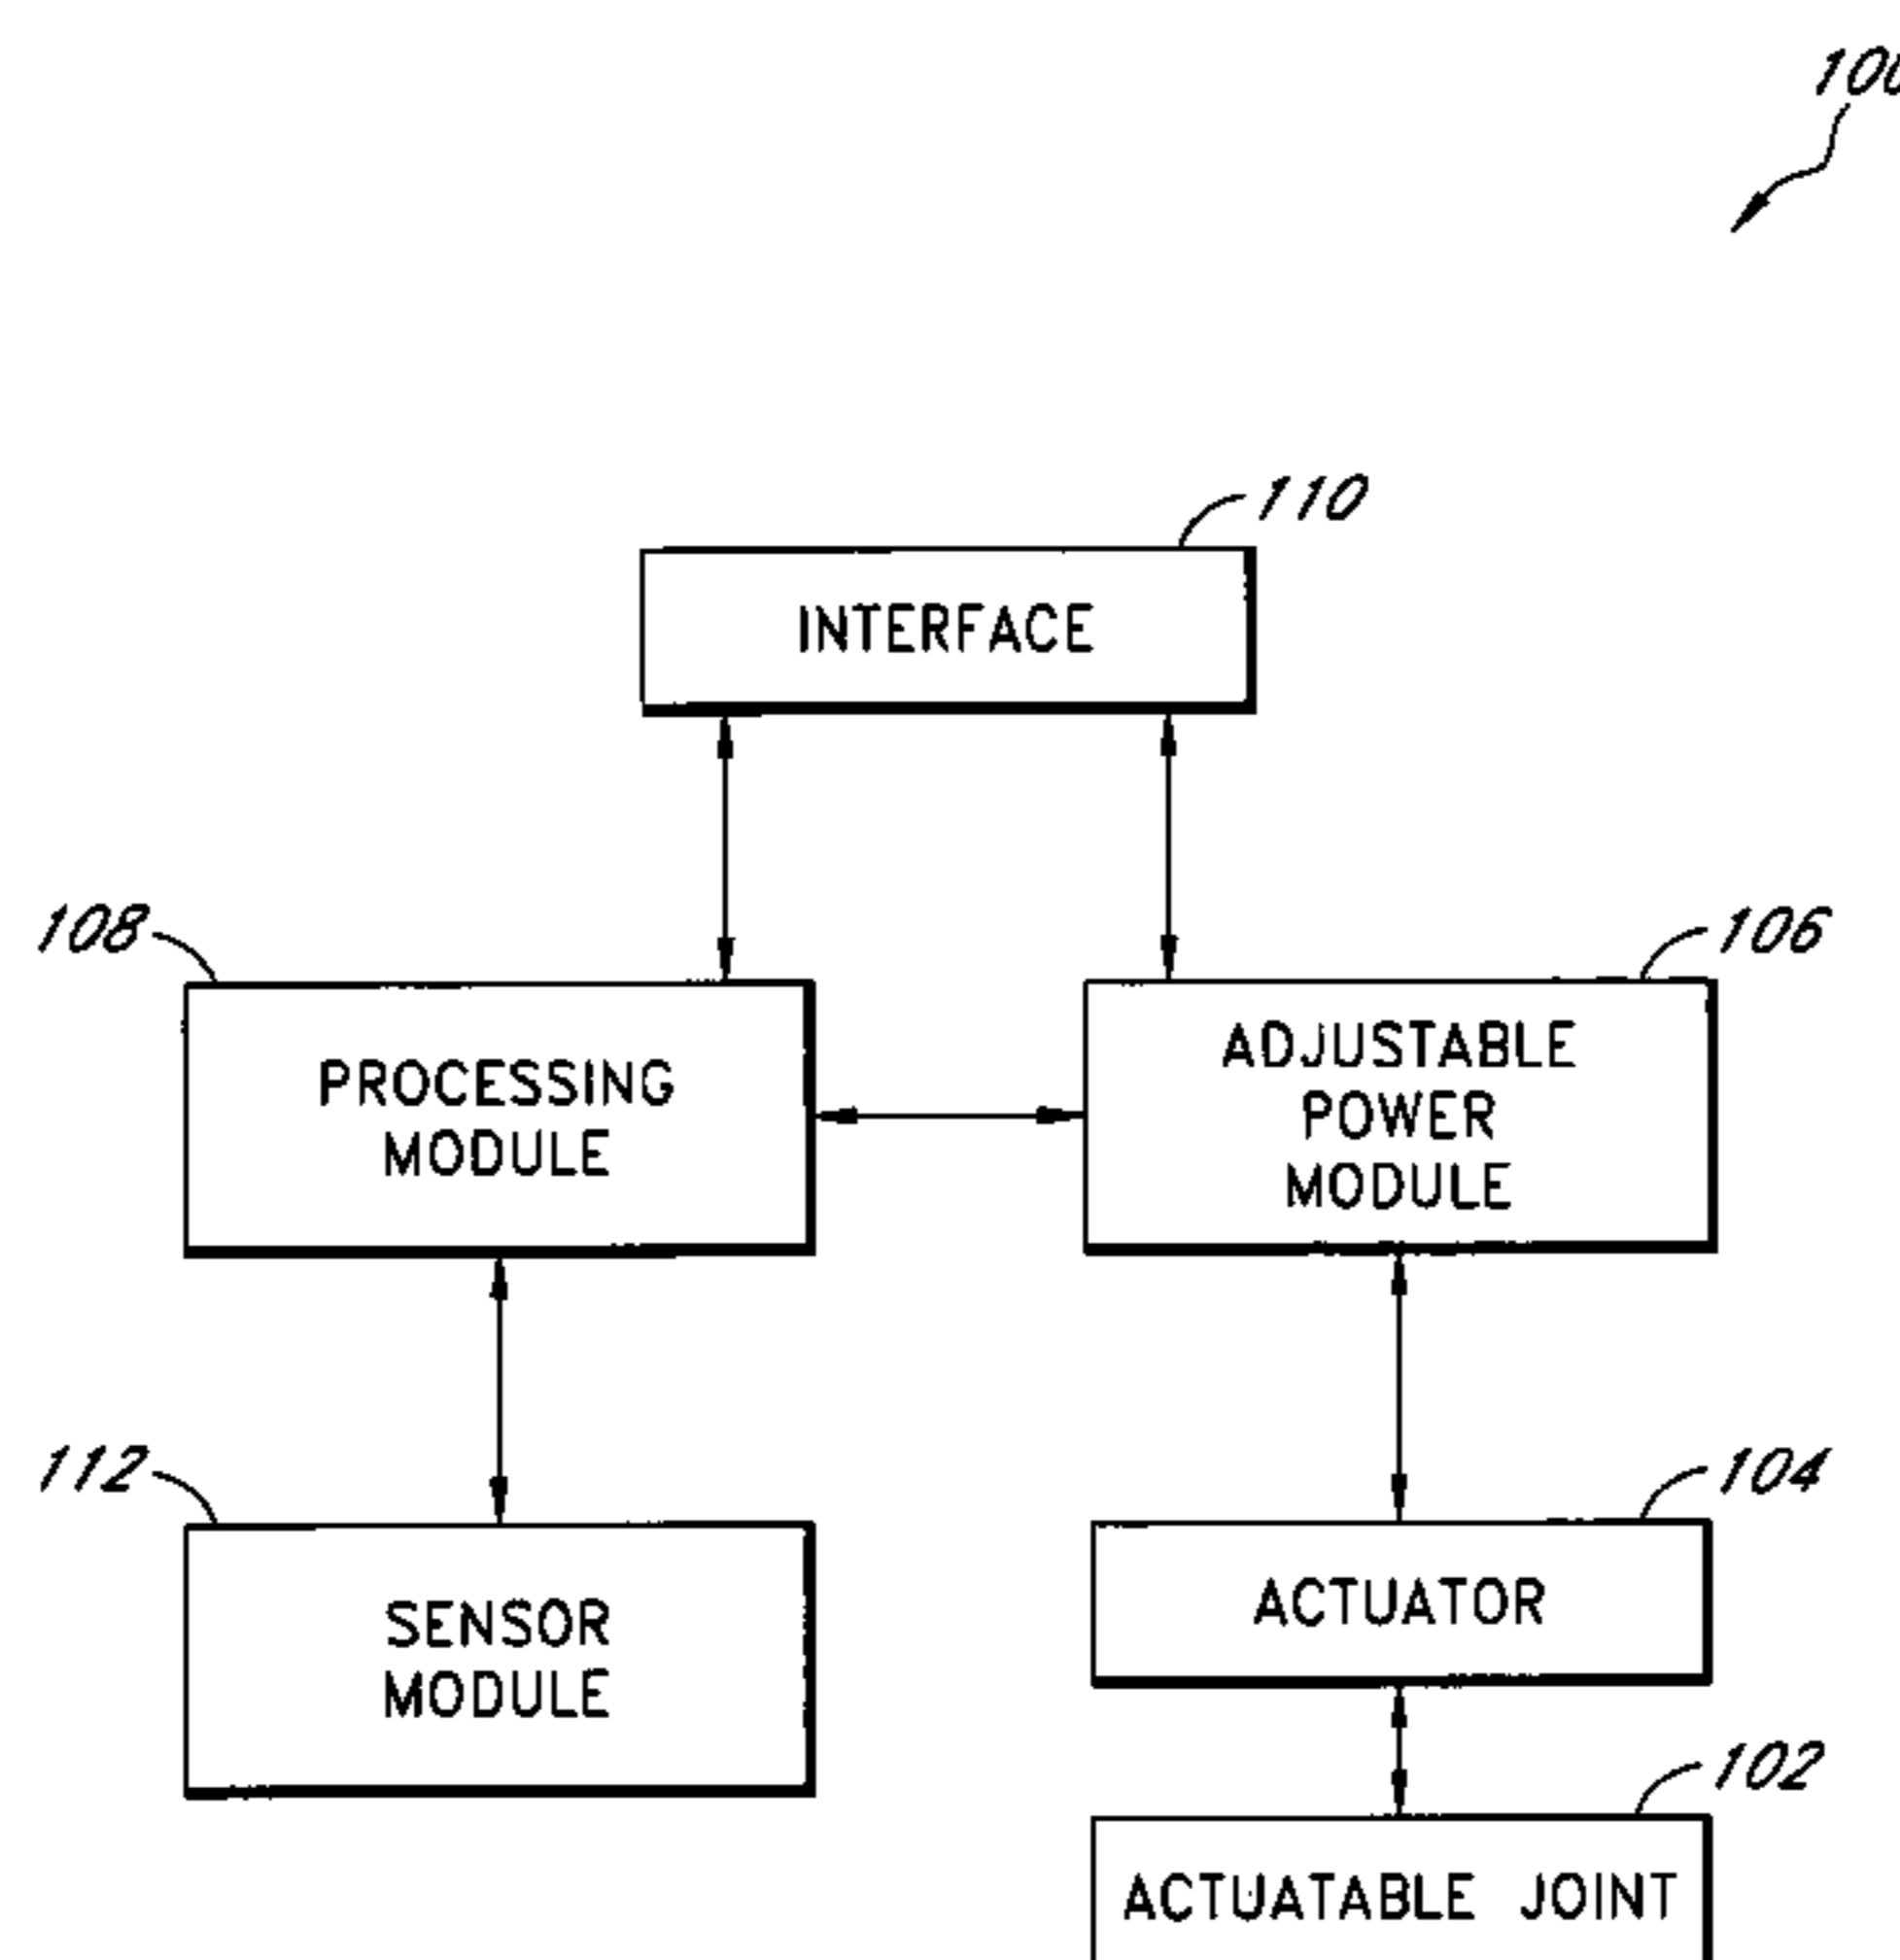 100
110
INTERFACE
108
106
PROCESSING
MODULE
ADJUSTABLE
POWER
MODULE
112
104
SENSOR
MODULE
ACTUATOR
102
ACTUATABLE JOINT